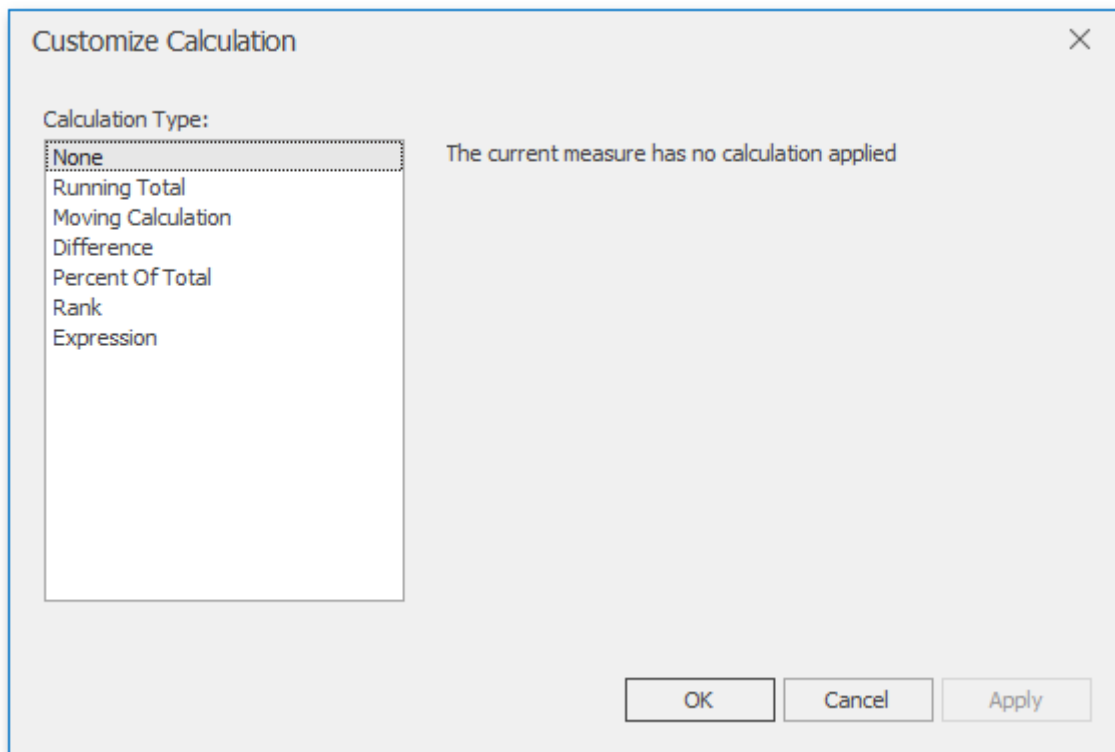 Customize Calculation
Calculation Type:
None
The current measure has no calculation applied
Running Total
Moving Calculation
Difference
Percent Of Total
Rank
Expression
OK
Cancel
Apply